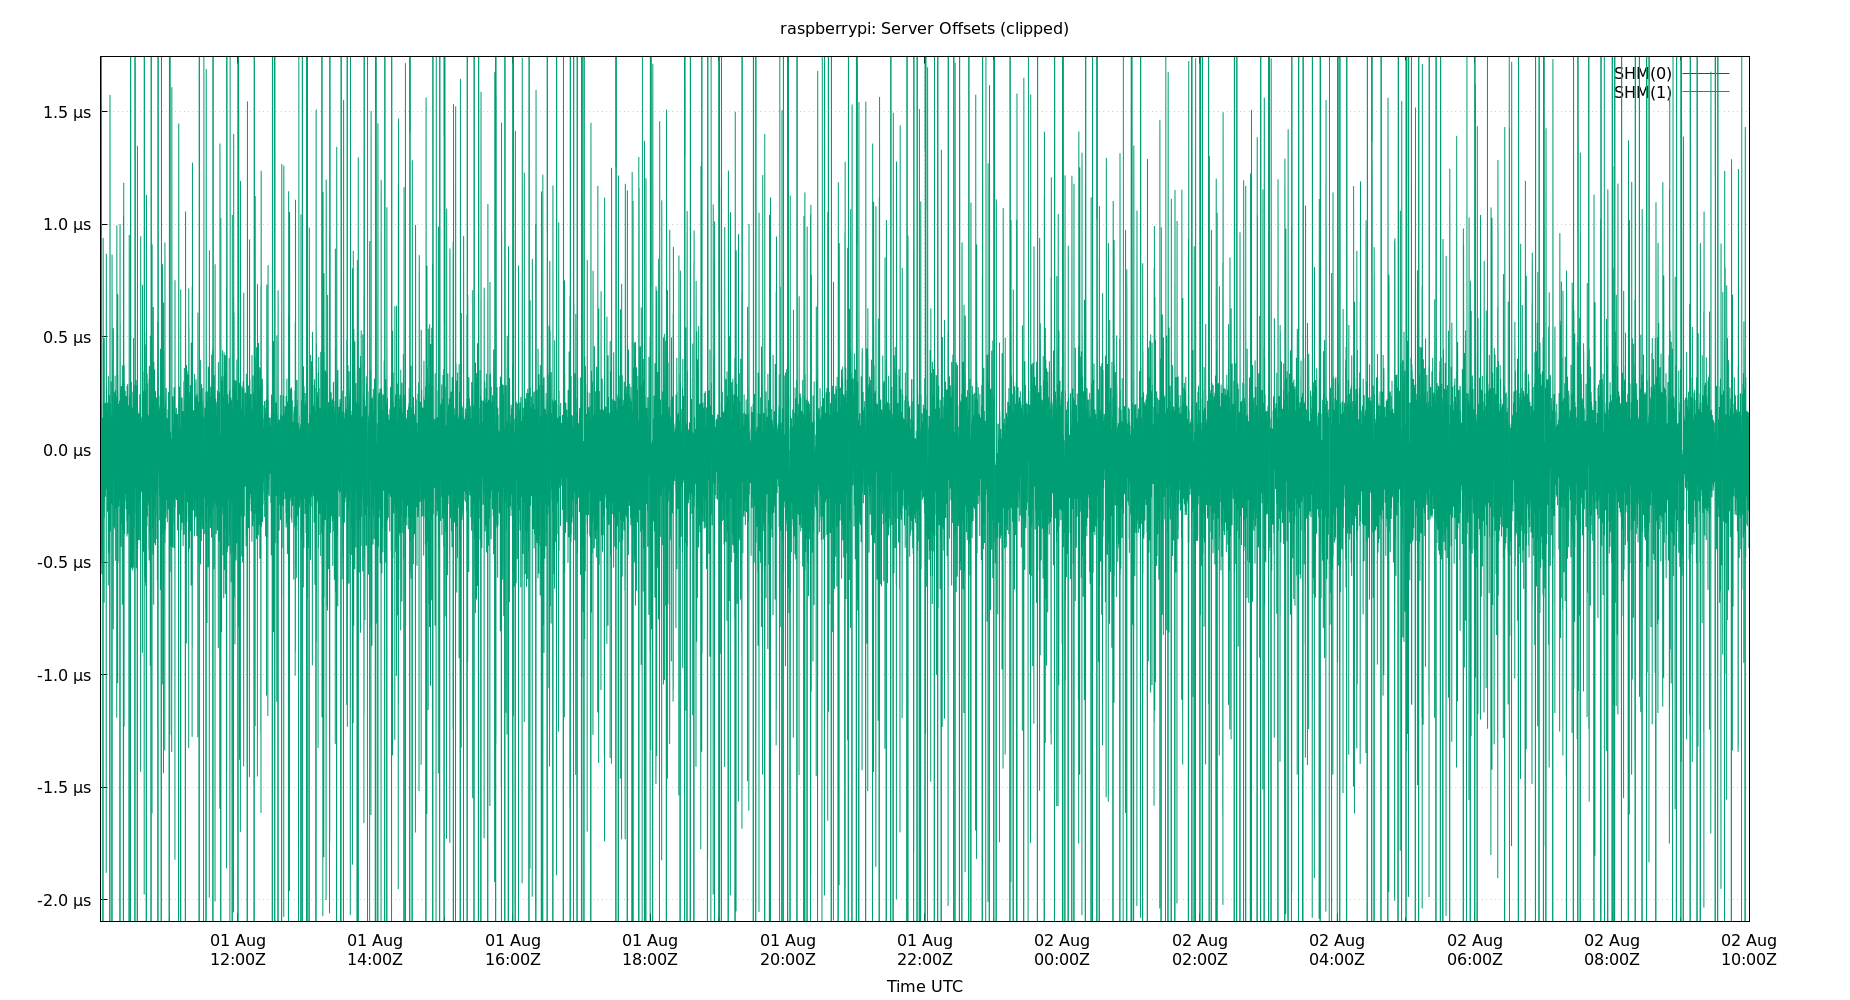 raspberrypi: Server Offsets (clipped)
SHM(0)
SHM(1)
1.5 µs
1.0 µs
0.5 µs
0.0 µs
-0.5 µs
-1.0 µs
-1.5 µs
-2.0 µs
01 Aug 01 Aug 01 Aug 01 Aug 01 Aug 01 Aug 02 Aug 02 Aug 02 Aug 02 Aug 02 Aug 02 Aug
12:00Z 14:00Z 16:00Z 18:00Z 20:00Z 22:00Z 00:00Z 02:00Z 04:00Z 06:00Z 08:00Z 10:00Z
Time UTC